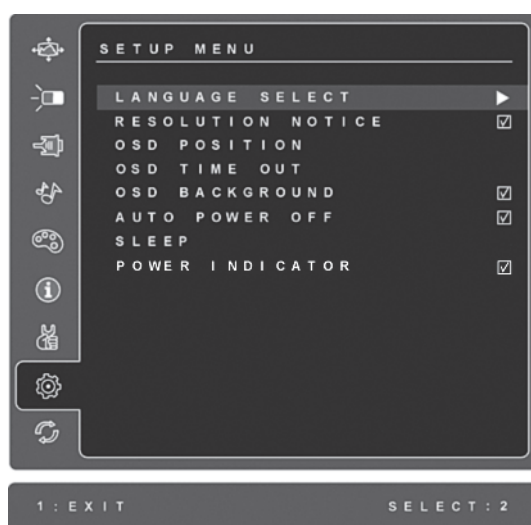 SETUP MENU
LANGUAGE SELECT
RESOLUTION NOTICE
OSD POSITION
OSD TIME OUT
OSD BACKGROUND
AUTO POWER OFF
SLEEP
POWER INDICATOR
1:EXIT SELECT:2